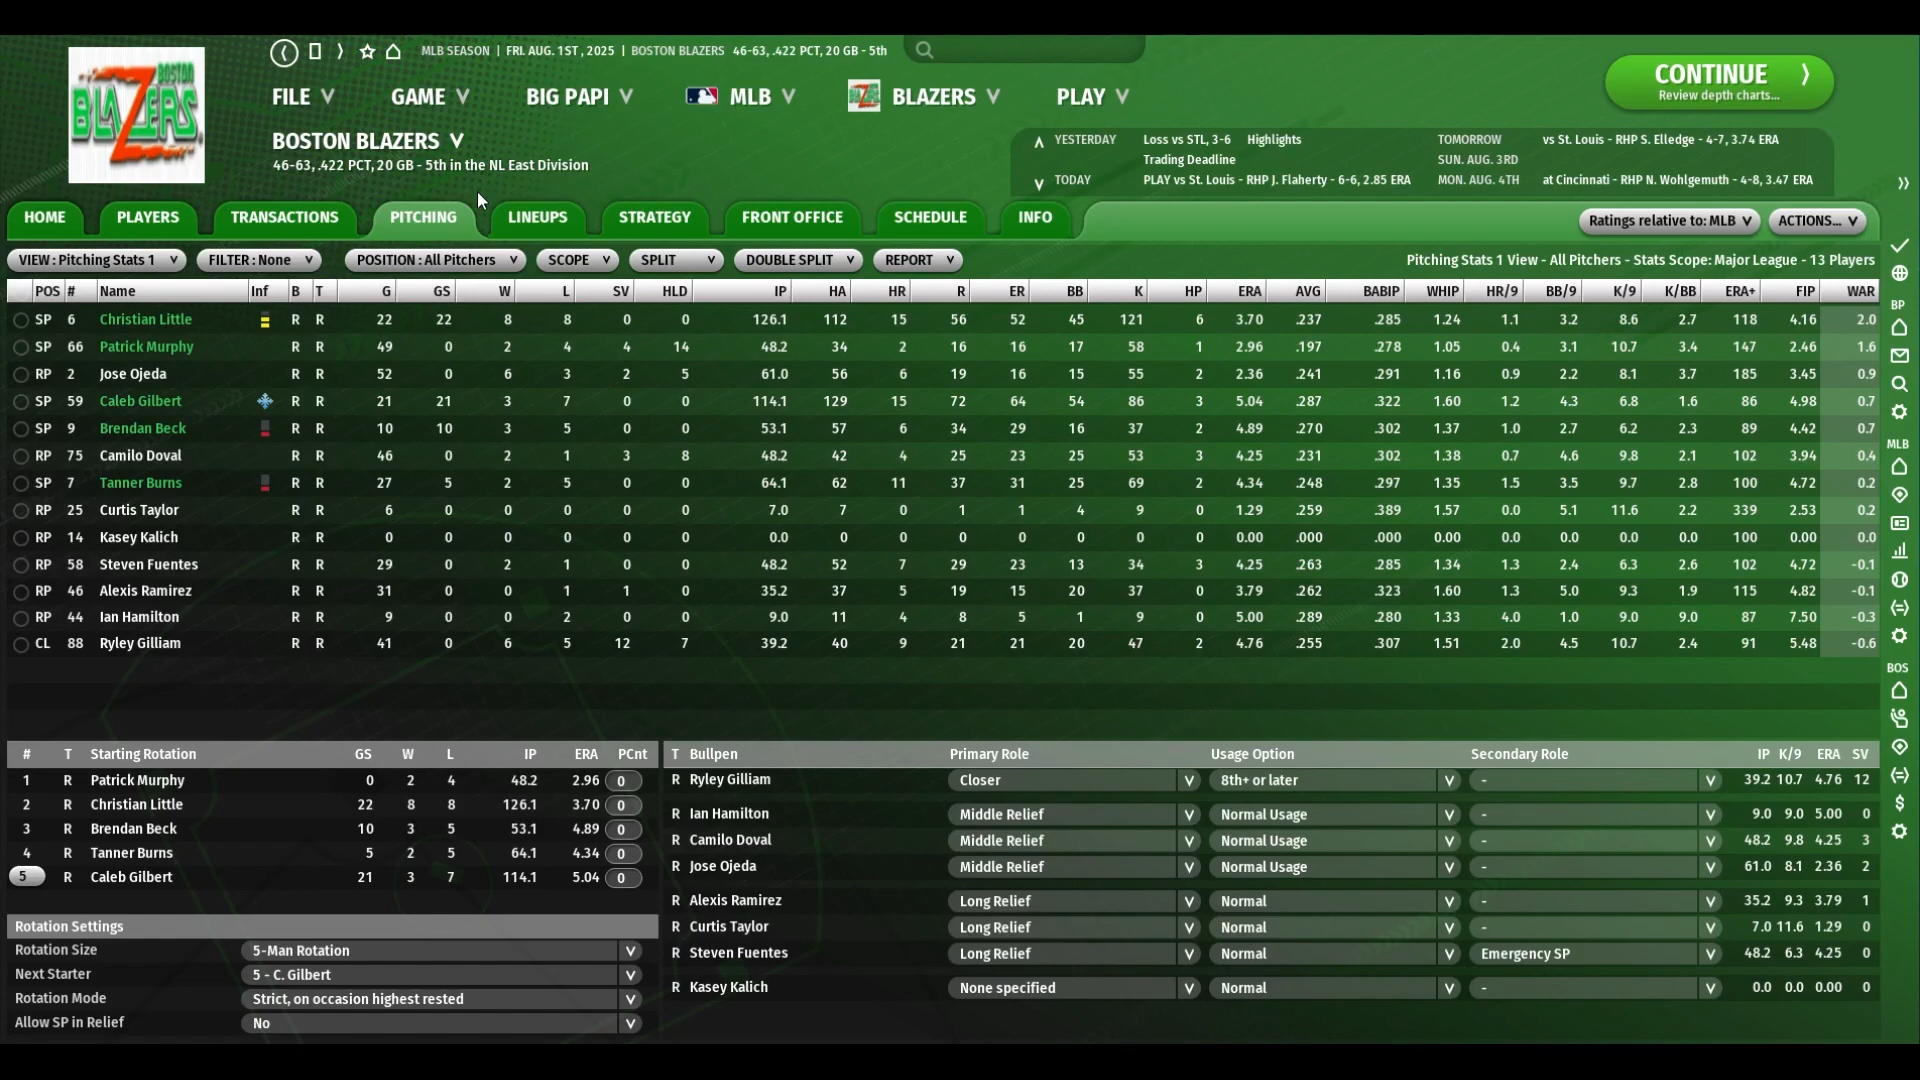 BOSTON BLAZERS
MLB SEASON | FRI. AUG. 1ST , 2025 | BOSTON BLAZERS 46-63, .422 PCT, 20 GB - 5th
FILE GAME BIG PAPI MLB BLAZERS PLAY
CONTINUE
Review depth charts...
BOSTON BLAZERS
46-63, .422 PCT, 20 GB - 5th in the NL East Division
YESTERDAY Loss vs STL, 3-6 Highlights TOMORROW vs St. Louis - RHP S. Elledge - 4-7, 3.74 ERA
Trading Deadline SUN. AUG. 3RD
TODAY PLAY vs St. Louis - RHP J. Flaherty - 6-6, 2.85 ERA MON. AUG. 4TH at Cincinnati - RHP N. Wohlgemuth - 4-8, 3.47 ERA
HOME PLAYERS TRANSACTIONS PITCHING LINEUPS STRATEGY FRONT OFFICE SCHEDULE INFO Ratings relative to: MLB ACTIONS...
VIEW : Pitching Stats 1 FILTER : None POSITION : All Pitchers SCOPE SPLIT DOUBLE SPLIT REPORT Pitching Stats 1 View - All Pitchers - Stats Scope: Major League - 13 Players
POS # Name Inf B T G GS W L SV HLD IP HA HR R ER BB K HP ERA AVG BABIP WHIP HR/9 BB/9 K/9 K/BB ERA+ FIP WAR
SP 6 Christian Little R R 22 22 8 8 0 0 126.1 112 15 56 52 45 121 6 3.70 .237 .285 1.24 1.1 3.2 8.6 2.7 118 4.16 2.0
SP 66 Patrick Murphy R R 49 0 2 4 4 14 48.2 34 2 16 16 17 58 1 2.96 .197 .278 1.05 0.4 3.1 10.7 3.4 147 2.46 1.6
RP 2 Jose Ojeda R R 52 0 6 3 2 5 61.0 56 6 19 16 15 55 2 2.36 .241 .291 1.16 0.9 2.2 8.1 3.7 185 3.45 0.9
SP 59 Caleb Gilbert R R 21 21 3 7 0 0 114.1 129 15 72 64 54 86 3 5.04 .287 .322 1.60 1.2 4.3 6.8 1.6 86 4.98 0.7
SP 9 Brendan Beck R R 10 10 3 5 0 0 53.1 57 6 34 29 16 37 2 4.89 .270 .302 1.37 1.0 2.7 6.2 2.3 89 4.42 0.7
RP 75 Camilo Doval R R 46 0 2 1 3 8 48.2 42 4 25 23 25 53 3 4.25 .231 .302 1.38 0.7 4.6 9.8 2.1 102 3.94 0.4
SP 7 Tanner Burns R R 27 5 2 5 0 0 64.1 62 11 37 31 25 69 2 4.34 .248 .297 1.35 1.5 3.5 9.7 2.8 100 4.72 0.2
RP 25 Curtis Taylor R R 6 0 0 0 0 0 7.0 7 0 1 1 4 9 0 1.29 .259 .389 1.57 0.0 5.1 11.6 2.2 339 2.53 0.2
RP 14 Kasey Kalich R R 0 0 0 0 0 0 0.0 0 0 0 0 0 0 0 0.00 .000 .000 0.00 0.0 0.0 0.0 0.0 100 0.00 0.0
RP 58 Steven Fuentes R R 29 0 2 1 0 0 48.2 52 7 29 23 13 34 3 4.25 .263 .285 1.34 1.3 2.4 6.3 2.6 102 4.72 -0.1
RP 46 Alexis Ramirez R R 31 0 0 1 1 0 35.2 37 5 19 15 20 37 0 3.79 .262 .323 1.60 1.3 5.0 9.3 1.9 115 4.82 -0.1
RP 44 Ian Hamilton R R 9 0 0 2 0 0 9.0 11 4 8 5 1 9 0 5.00 .289 .280 1.33 4.0 1.0 9.0 9.0 87 7.50 -0.3
CL 88 Ryley Gilliam R R 41 0 6 5 12 7 39.2 40 9 21 21 20 47 2 4.76 .255 .307 1.51 2.0 4.5 10.7 2.4 91 5.48 -0.6
BP
MLB
BOS
# T Starting Rotation GS W L IP ERA PCnt
1 R Patrick Murphy 0 2 4 48.2 2.96 0
2 R Christian Little 22 8 8 126.1 3.70 0
3 R Brendan Beck 10 3 5 53.1 4.89 0
4 R Tanner Burns 5 2 5 64.1 4.34 0
5 R Caleb Gilbert 21 3 7 114.1 5.04 0
Rotation Settings
Rotation Size 5-Man Rotation
Next Starter 5 - C. Gilbert
Rotation Mode Strict, on occasion highest rested
Allow SP in Relief No
T Bullpen Primary Role Usage Option Secondary Role IP K/9 ERA SV
R Ryley Gilliam Closer 8th+ or later - 39.2 10.7 4.76 12
R Ian Hamilton Middle Relief Normal Usage - 9.0 9.0 5.00 0
R Camilo Doval Middle Relief Normal Usage - 48.2 9.8 4.25 3
R Jose Ojeda Middle Relief Normal Usage - 61.0 8.1 2.36 2
R Alexis Ramirez Long Relief Normal - 35.2 9.3 3.79 1
R Curtis Taylor Long Relief Normal - 7.0 11.6 1.29 0
R Steven Fuentes Long Relief Normal Emergency SP 48.2 6.3 4.25 0
R Kasey Kalich None specified Normal - 0.0 0.0 0.00 0